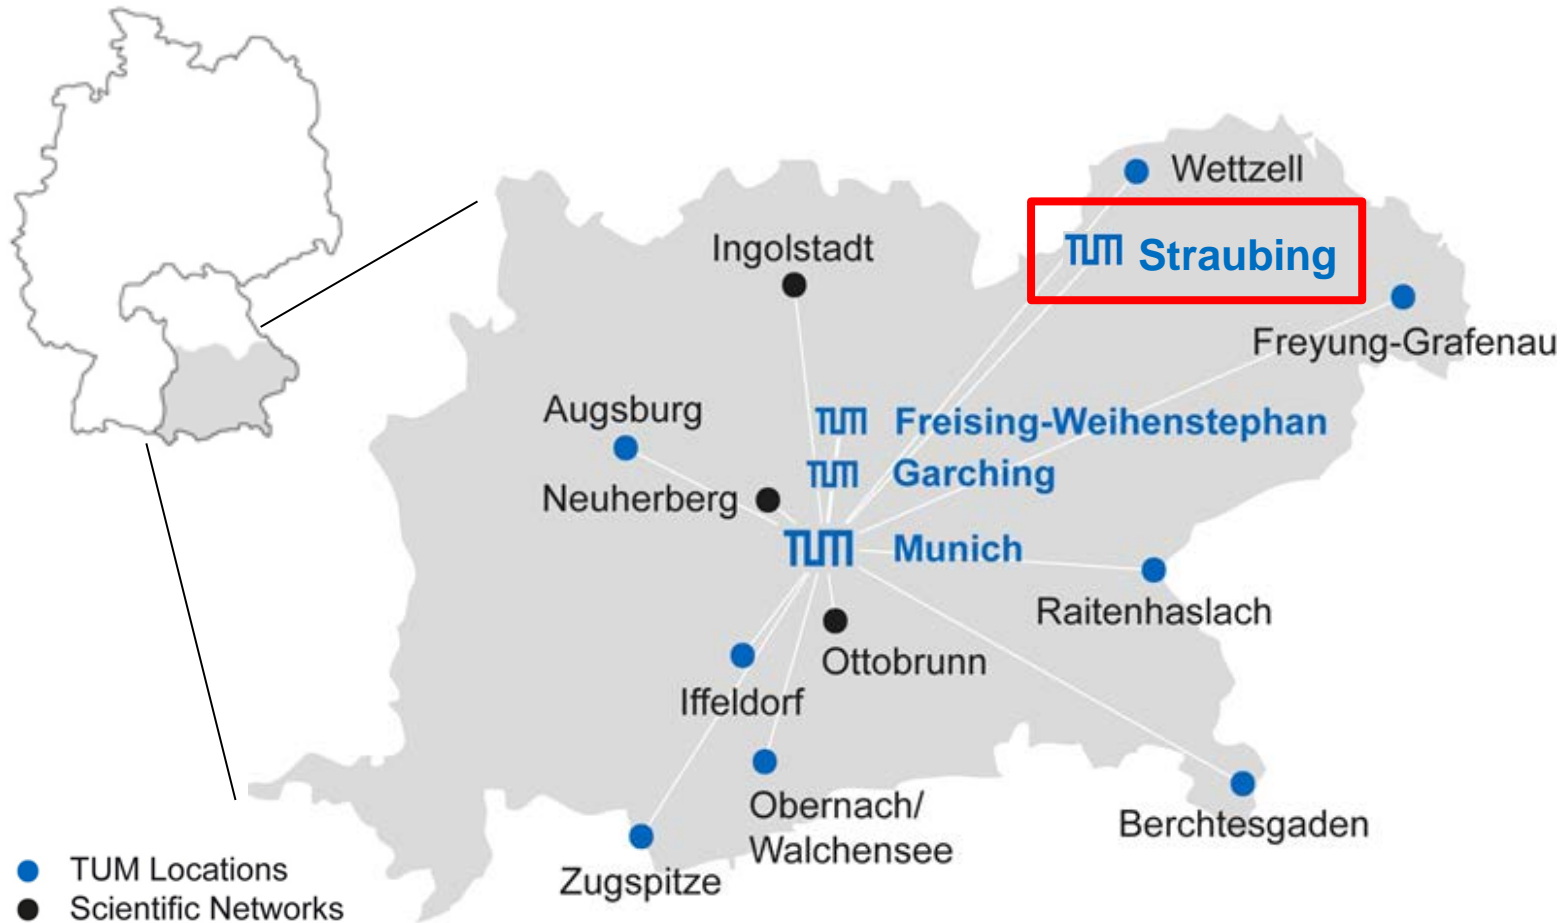 Wettzell
TUM Straubing
Ingolstadt
Freyung-Grafenau
Augsburg
TUM Freising-Weihenstephan
TUM Garching
Neuherberg
TUM Munich
Raitenhaslach
Ottobrunn
Iffeldorf
Obernach/
Walchensee
Berchtesgaden
Zugspitze
TUM Locations
Scientific Networks